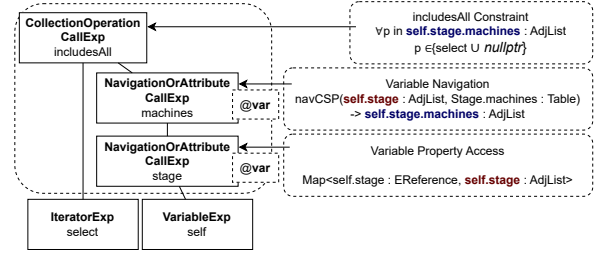 CollectionOperation
CallExp
includesAll
NavigationOrAttribute
CallExp
machines
@var
NavigationOrAttribute
CallExp
stage
@var
IteratorExp
select
VariableExp
self
includesAll Constraint
∀p in self.stage.machines : AdjList
p ∈{select ∪ nullptr}
Variable Navigation
navCSP(self.stage : AdjList, Stage.machines : Table)
-> self.stage.machines : AdjList
Variable Property Access
Map<self.stage : EReference, self.stage : AdjList>